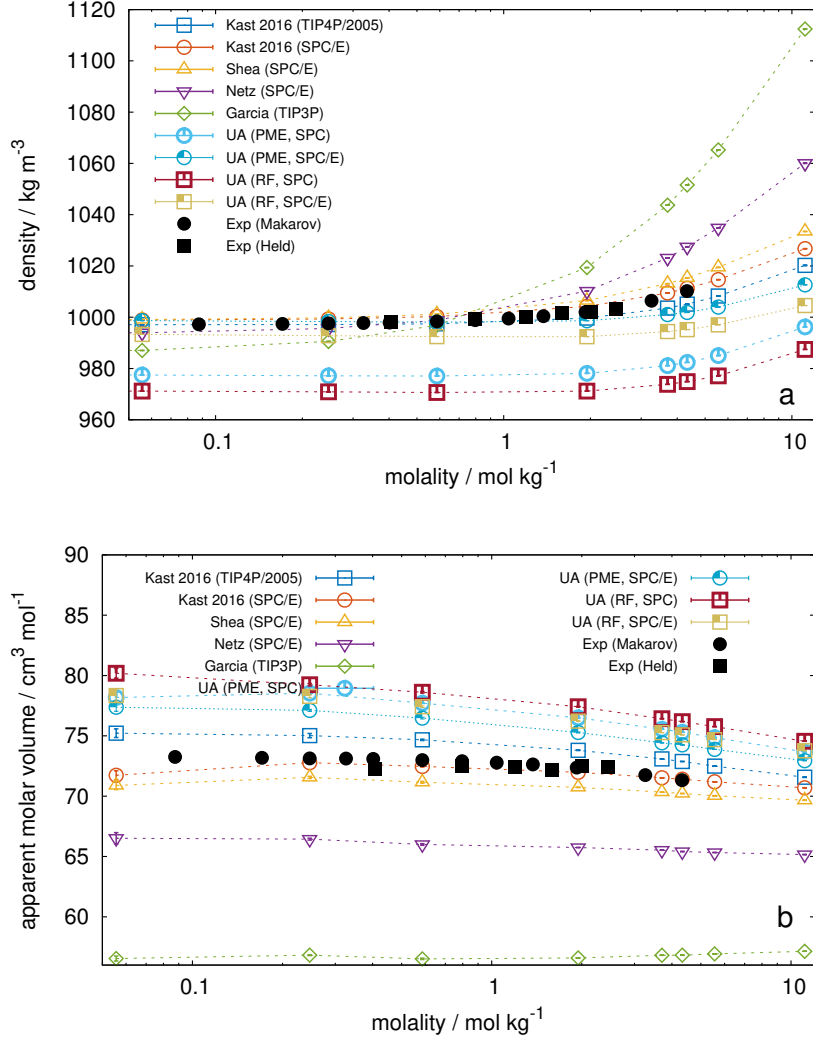 1120
1100
1080
1060
1040
1020
1000
980
960
density / kg m⁻³
Kast 2016 (TIP4P/2005)
Kast 2016 (SPC/E)
Shea (SPC/E)
Netz (SPC/E)
Garcia (TIP3P)
UA (PME, SPC)
UA (PME, SPC/E)
UA (RF, SPC)
UA (RF, SPC/E)
Exp (Makarov)
Exp (Held)
a
0.1 1 10
molality / mol kg⁻¹
90
85
80
75
70
65
60
apparent molar volume / cm³ mol⁻¹
Kast 2016 (TIP4P/2005)
Kast 2016 (SPC/E)
Shea (SPC/E)
Netz (SPC/E)
Garcia (TIP3P)
UA (PME, SPC)
UA (PME, SPC/E)
UA (RF, SPC)
UA (RF, SPC/E)
Exp (Makarov)
Exp (Held)
b
0.1 1 10
molality / mol kg⁻¹